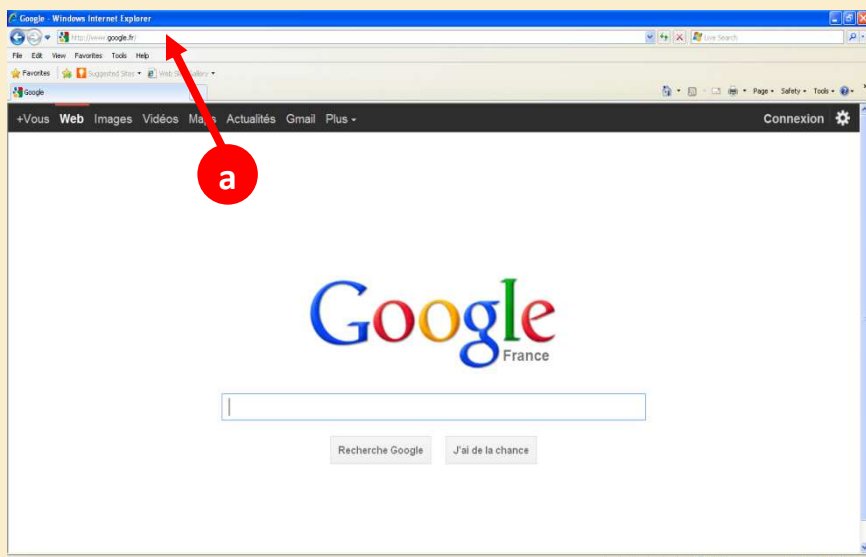 Google - Windows Internet Explorer
http://www.google.fr/
Live Search
File Edit View Favorites Tools Help
Favorites Suggested Sites
Google
Page Safety Tools
+Vous Web Images Vidéos Maps Actualités Gmail Plus
Connexion
a
Google
France
Recherche Google J'ai de la chance